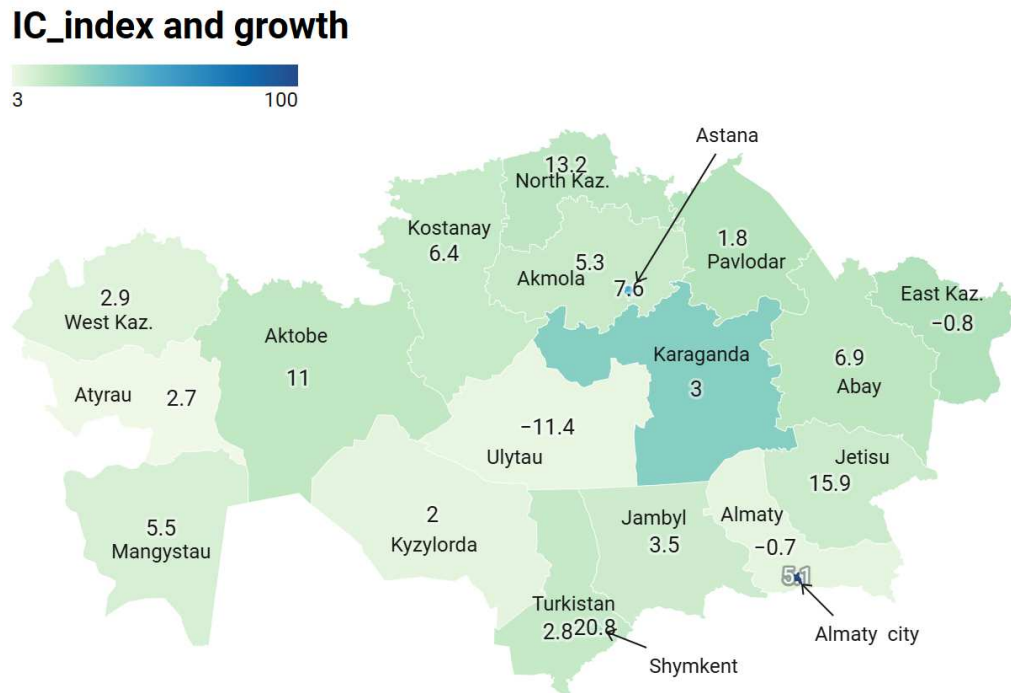 IC_index and growth
3 100
Astana
13.2
North Kaz.
Kostanay
6.4
5.3
Akmola
7.6
1.8
Pavlodar
East Kaz.
−0.8
2.9
West Kaz.
Aktobe
11
Karaganda
3
6.9
Abay
Atyrau 2.7
−11.4
Ulytau
Jetisu
15.9
2
Kyzylorda
Jambyl
3.5
Almaty
−0.7
5.5
Mangystau
5.1
Turkistan
2.8 20.8
Almaty city
Shymkent